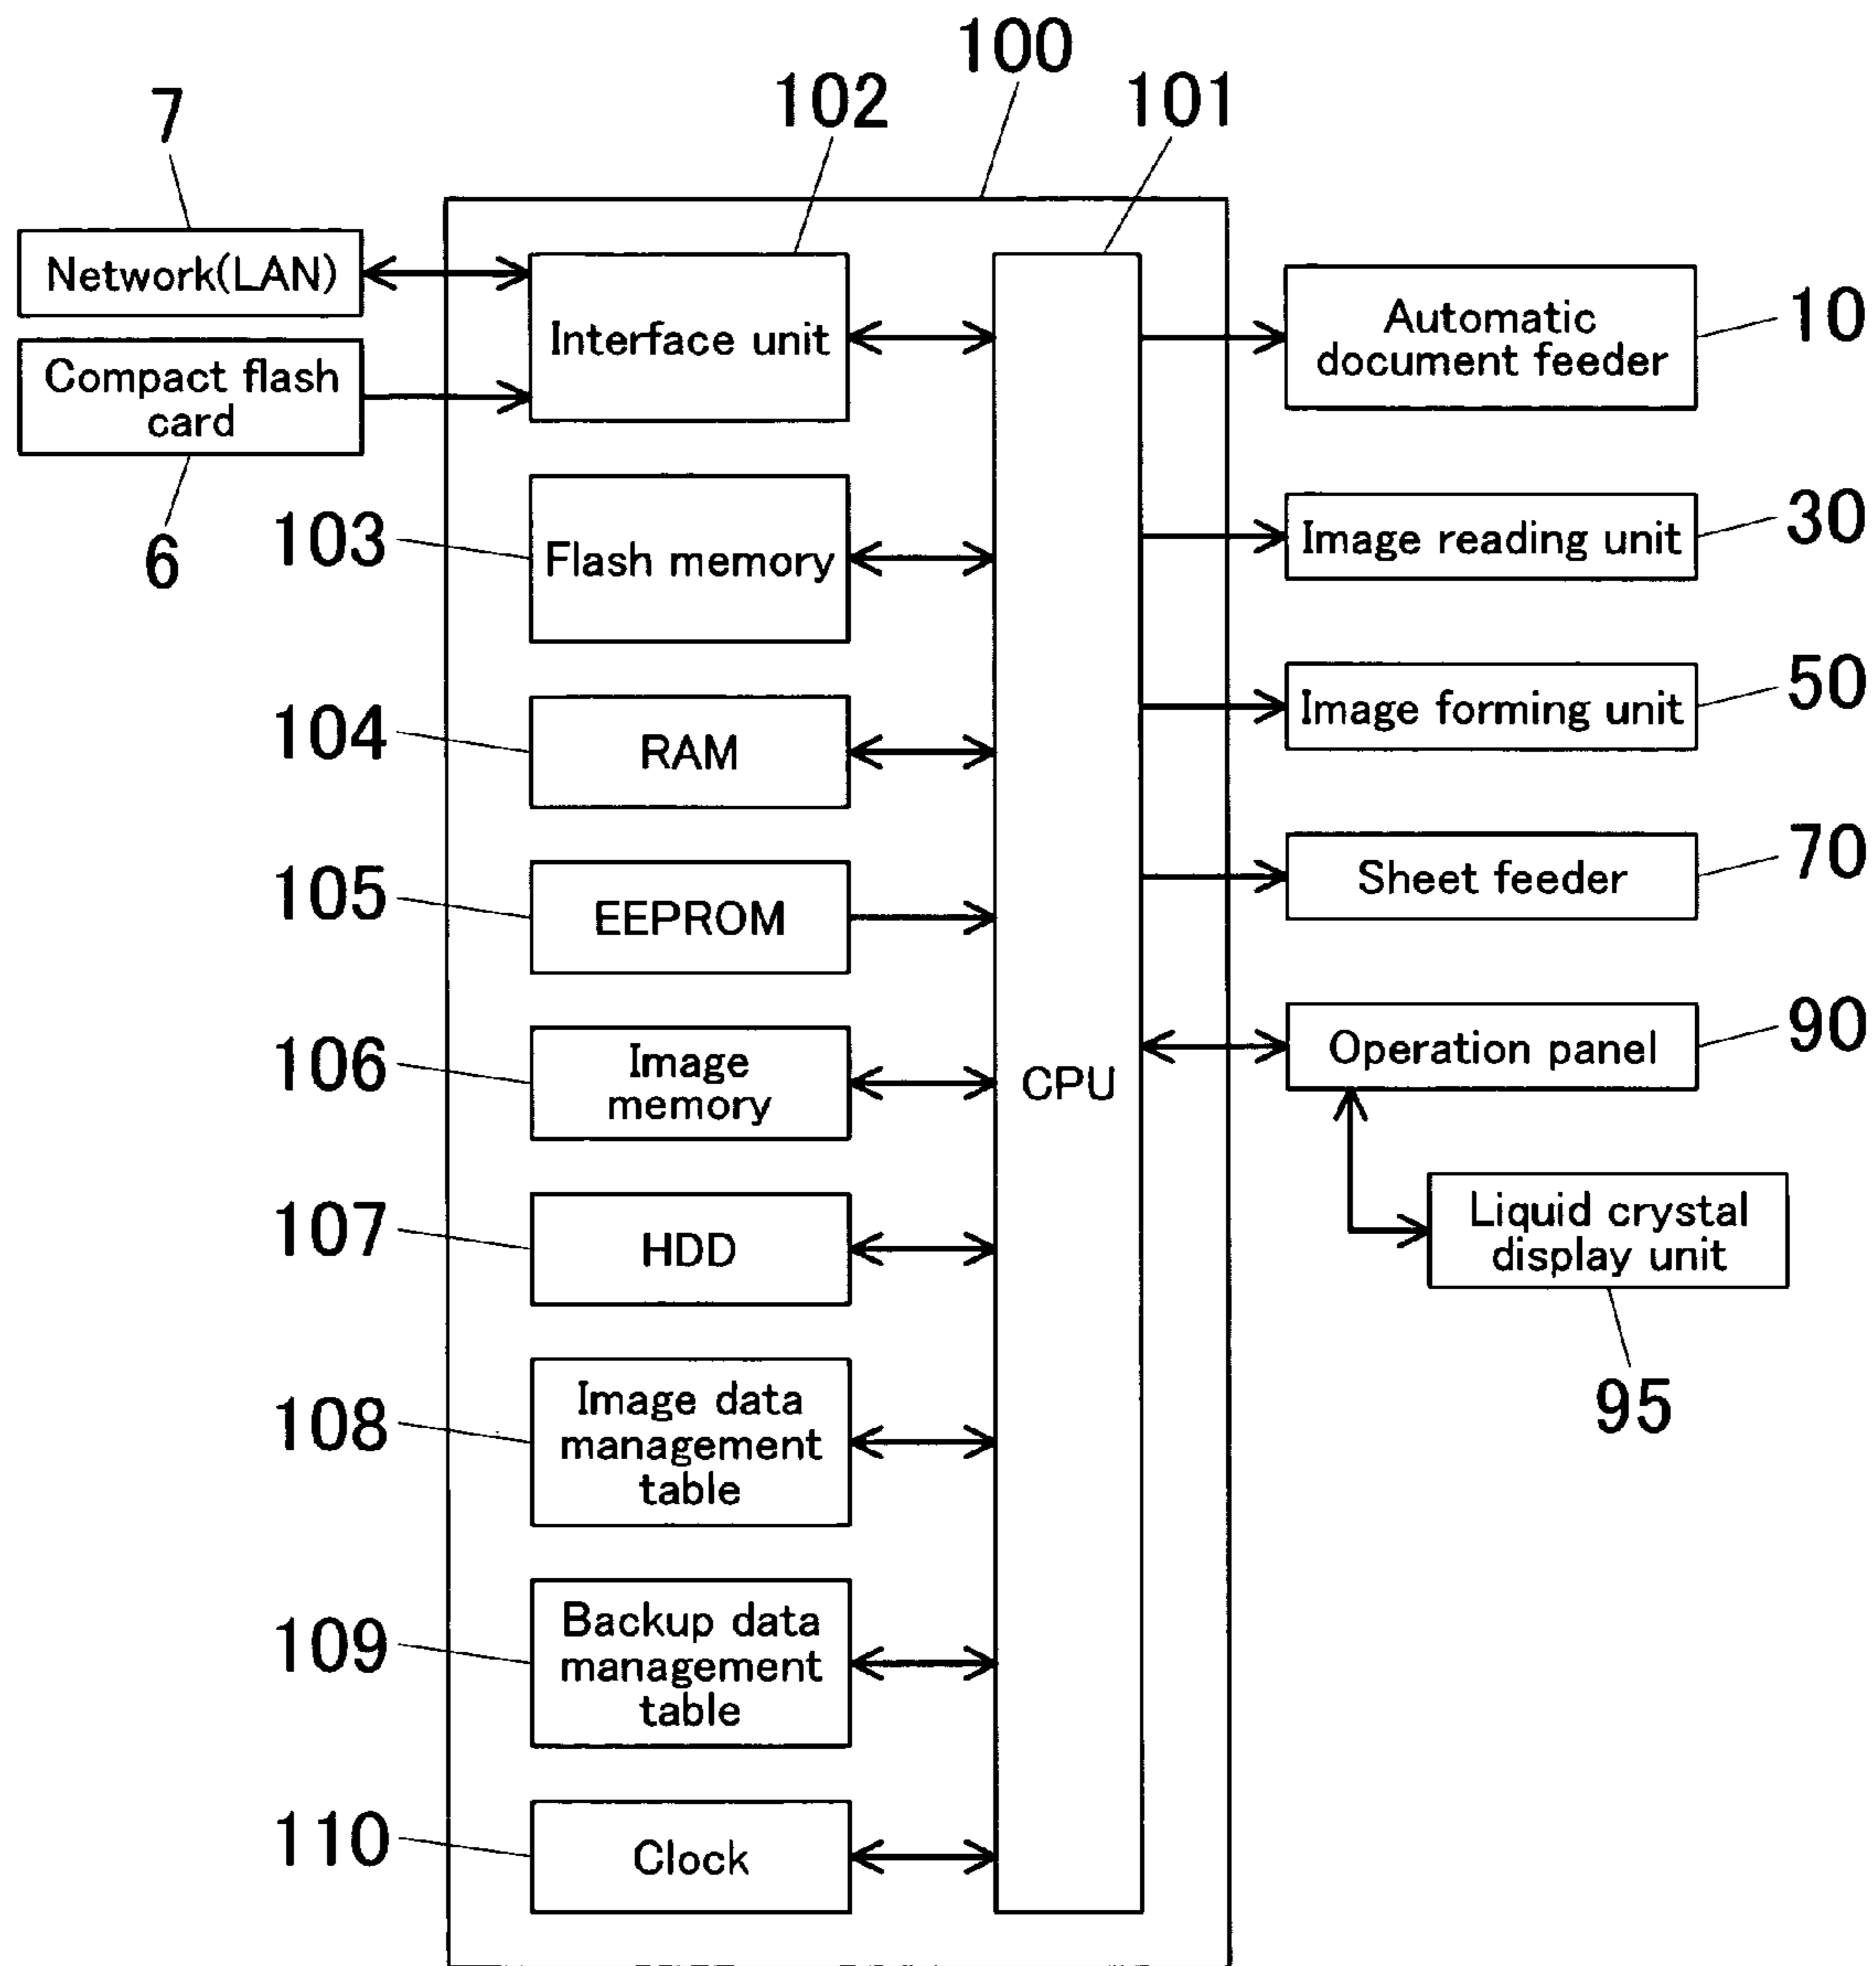 100
102
101
7
Network(LAN)
Interface unit
Automatic
document feeder
10
Compact flash
card
6
103
Flash memory
Image reading unit
30
104
RAM
Image forming unit
50
105
EEPROM
Sheet feeder
70
106
Image
memory
CPU
Operation panel
90
107
HDD
Liquid crystal
display unit
95
108
Image data
management
table
109
Backup data
management
table
110
Clock